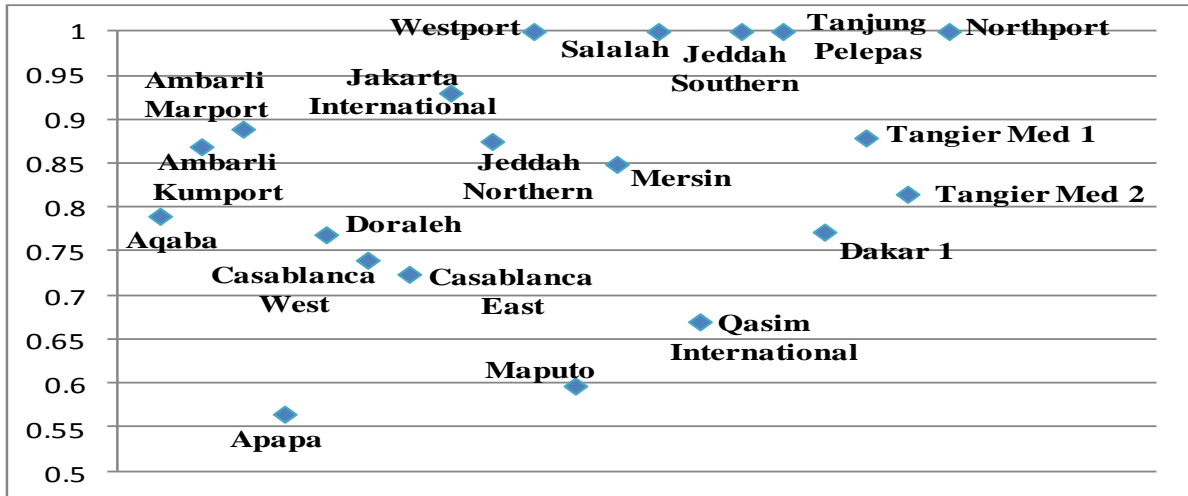 1
0.95
0.9
0.85
0.8
0.75
0.7
0.65
0.6
0.55
0.5
Westport
Salalah
Jeddah
Southern
Tanjung
Pelepas
Northport
Ambarli
Marport
Jakarta
International
Ambarli
Kumport
Jeddah
Northern
Mersin
Tangier Med 1
Tangier Med 2
Aqaba
Doraleh
Dakar 1
Casablanca
West
Casablanca
East
Qasim
International
Maputo
Apapa